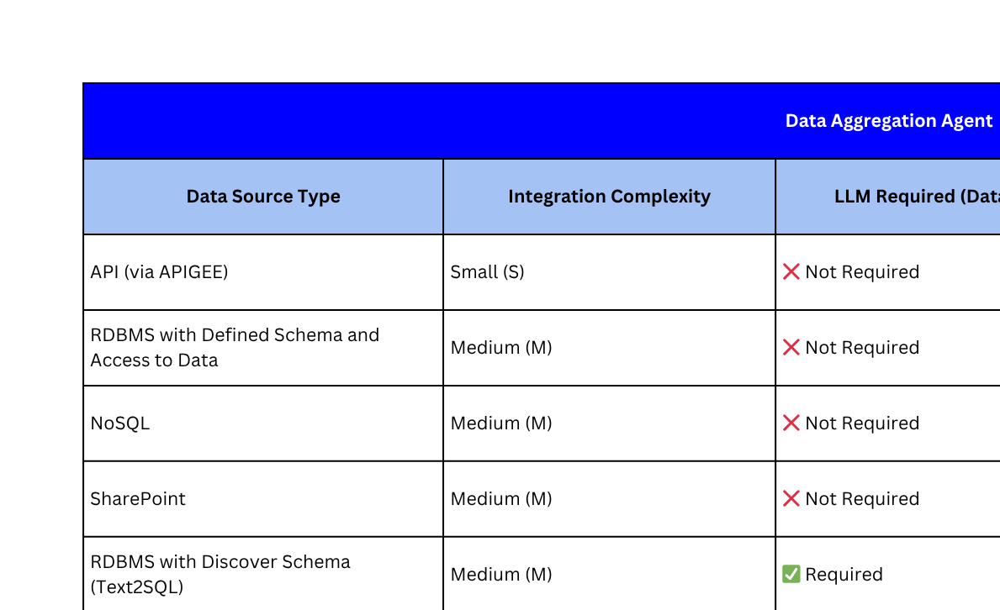 Data Aggregation Agent
Data Source Type
Integration Complexity
LLM Required (Data
API (via APIGEE)
Small (S)
❌ Not Required
RDBMS with Defined Schema and
Access to Data
Medium (M)
❌ Not Required
NoSQL
Medium (M)
❌ Not Required
SharePoint
Medium (M)
❌ Not Required
RDBMS with Discover Schema
(Text2SQL)
Medium (M)
✅ Required